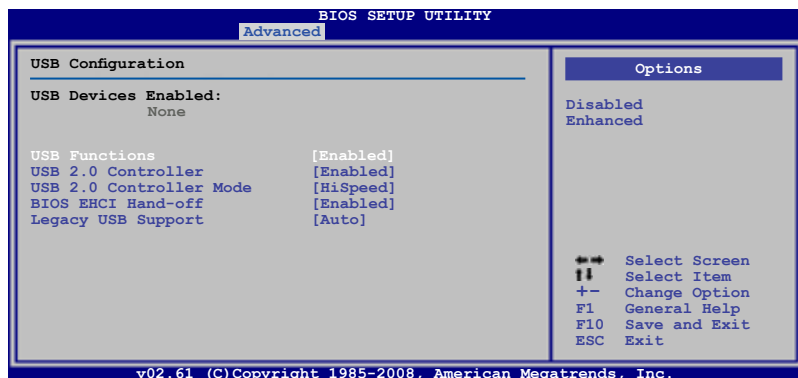 BIOS SETUP UTILITY
Advanced
USB Configuration
USB Devices Enabled:
None
USB Functions [Enabled]
USB 2.0 Controller [Enabled]
USB 2.0 Controller Mode [HiSpeed]
BIOS EHCI Hand-off [Enabled]
Legacy USB Support [Auto]
Options
Disabled
Enhanced
Select Screen
Select Item
+- Change Option
F1 General Help
F10 Save and Exit
ESC Exit
v02.61 (C)Copyright 1985-2008, American Megatrends, Inc.